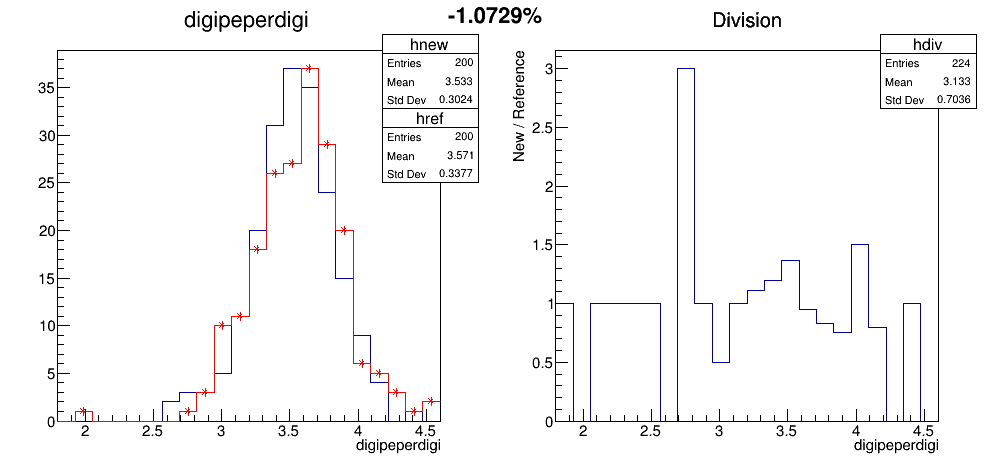 -1.0729%
digipeperdigi
hnew
Entries 200
Mean 3.533
Std Dev 0.3024
href
Entries 200
Mean 3.571
Std Dev 0.3377
35
30
25
20
15
10
5
0
2 2.5 3 3.5 4 4.5
digipeperdigi
Division
hdiv
Entries 224
Mean 3.133
Std Dev 0.7036
New / Reference
3
2.5
2
1.5
1
0.5
0
2 2.5 3 3.5 4 4.5
digipeperdigi